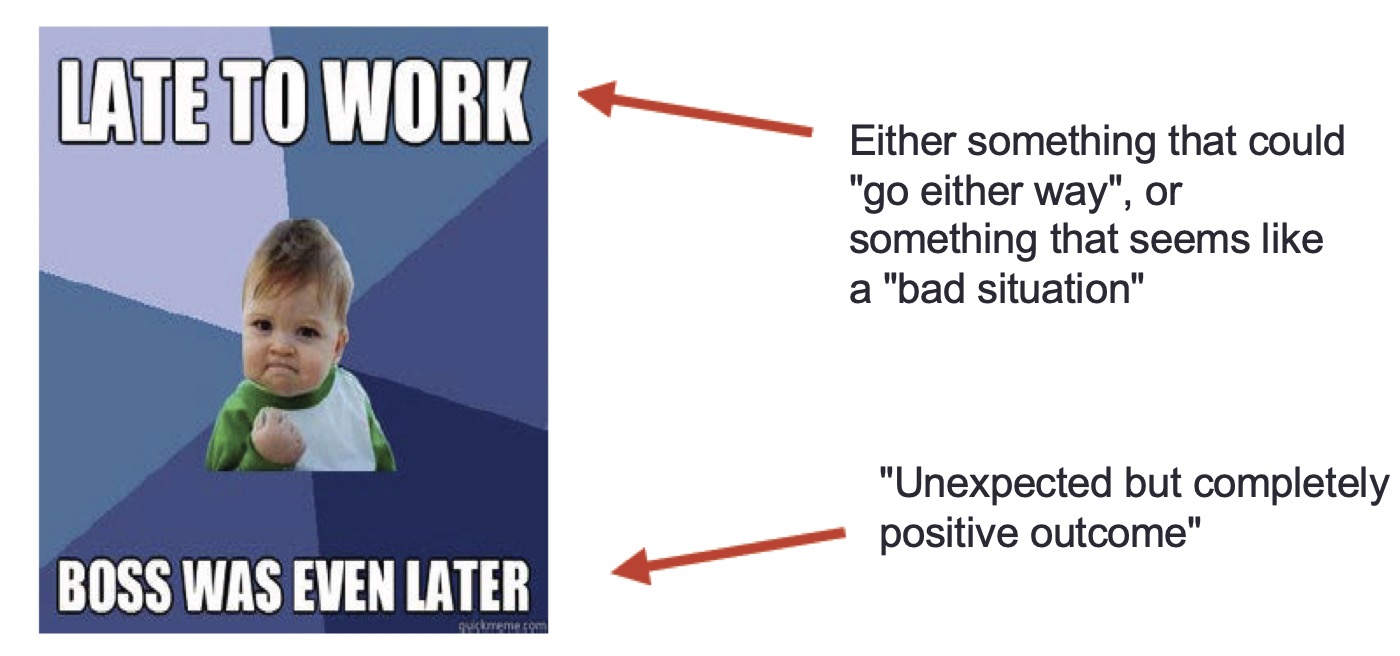 LATE TO WORK
Either something that could
"go either way", or
something that seems like
a "bad situation"
"Unexpected but completely
positive outcome"
BOSS WAS EVEN LATER
quickmeme.com